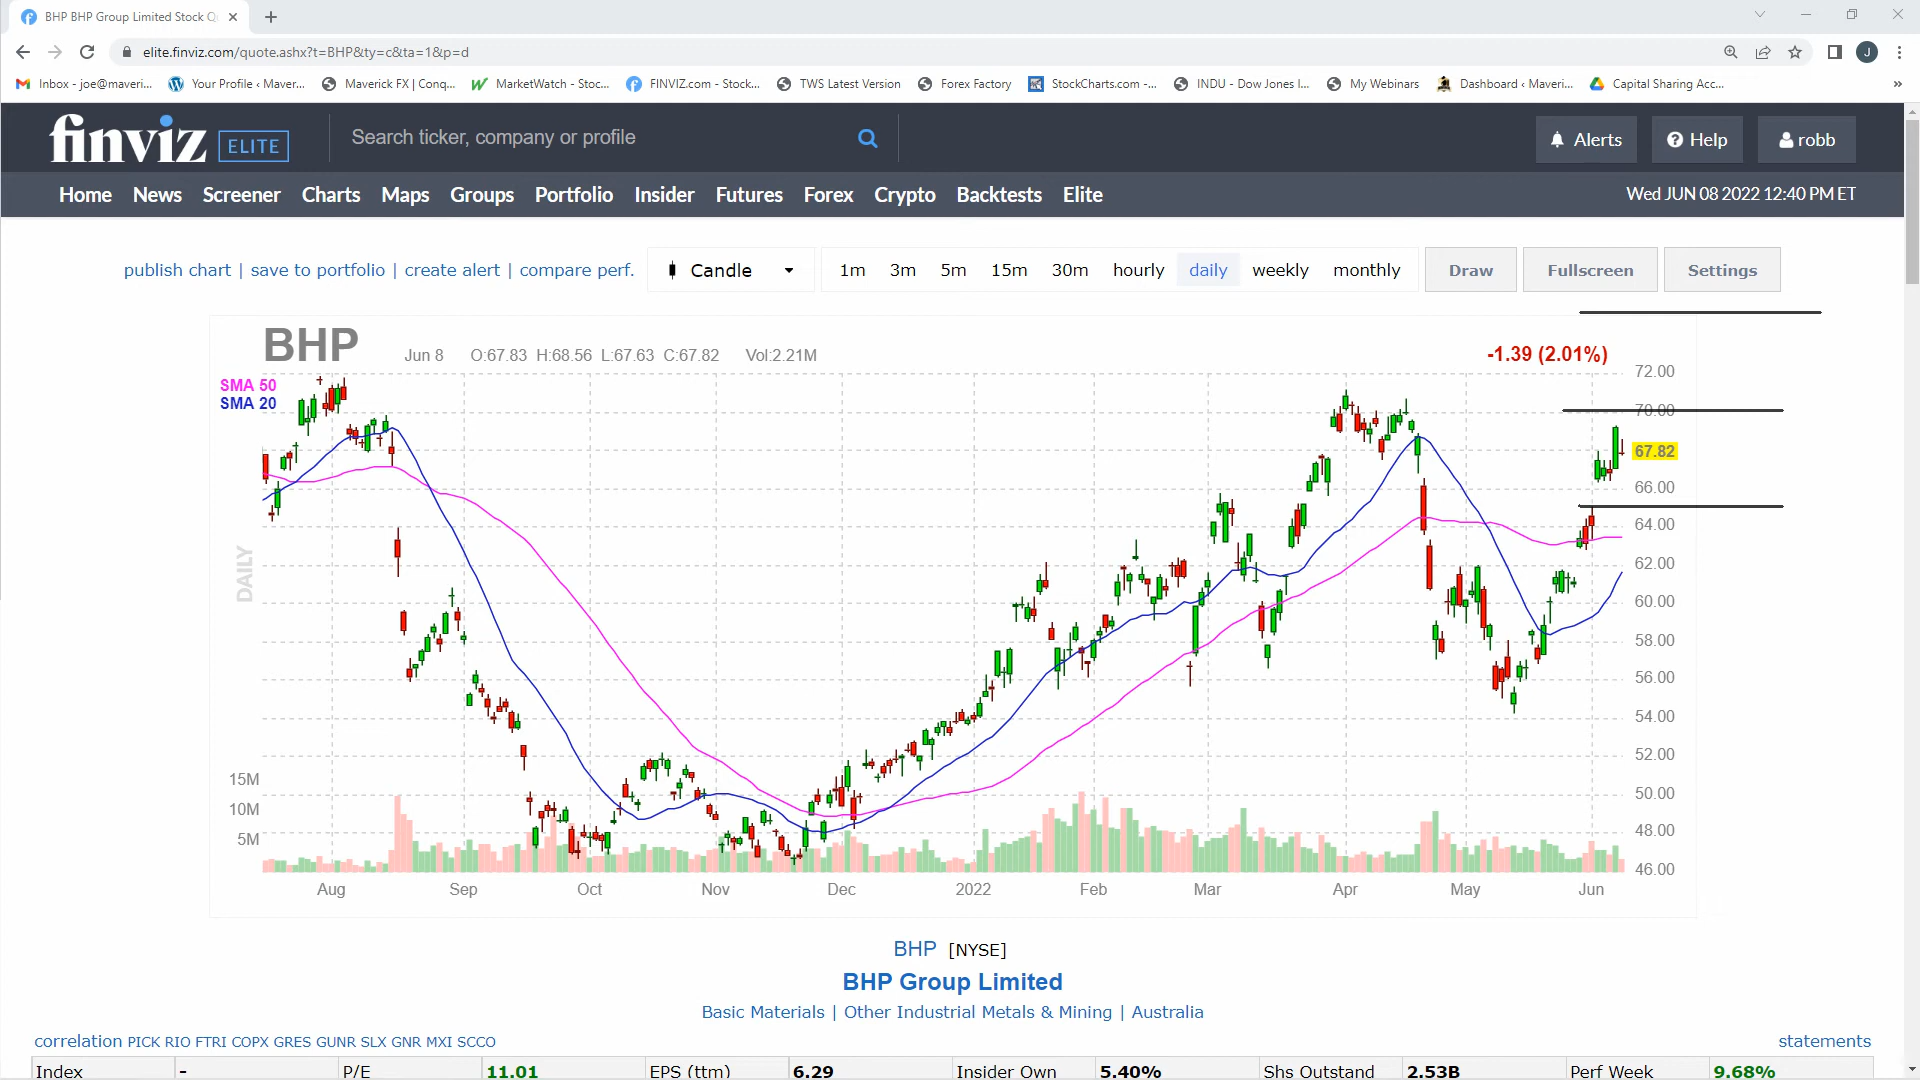 BHP BHP Group Limited Stock Q
elite.finviz.com/quote.ashx?t=BHP&ty=c&ta=1&p=d
J
Inbox - joe@maveri... Your Profile ‹ Maver... Maverick FX | Conq... MarketWatch - Stoc... FINVIZ.com - Stock... TWS Latest Version Forex Factory StockCharts.com -... INDU - Dow Jones I... My Webinars Dashboard ‹ Maveri... Capital Sharing Acc... »
finviz ELITE Search ticker, company or profile Alerts Help robb
Home News Screener Charts Maps Groups Portfolio Insider Futures Forex Crypto Backtests Elite Wed JUN 08 2022 12:40 PM ET
publish chart | save to portfolio | create alert | compare perf. Candle 1m 3m 5m 15m 30m hourly daily weekly monthly Draw Fullscreen Settings
BHP Jun 8 O:67.83 H:68.56 L:67.63 C:67.82 Vol:2.21M -1.39 (2.01%)
SMA 50
SMA 20
72.00
70.00
67.82
66.00
64.00
62.00
60.00
58.00
56.00
54.00
52.00
50.00
48.00
46.00
DAILY
15M
10M
5M
Aug Sep Oct Nov Dec 2022 Feb Mar Apr May Jun
BHP [NYSE]
BHP Group Limited
Basic Materials | Other Industrial Metals & Mining | Australia
correlation PICK RIO FTRI COPX GRES GUNR SLX GNR MXI SCCO statements
Index - P/E 11.01 EPS (ttm) 6.29 Insider Own 5.40% Shs Outstand 2.53B Perf Week 9.68%